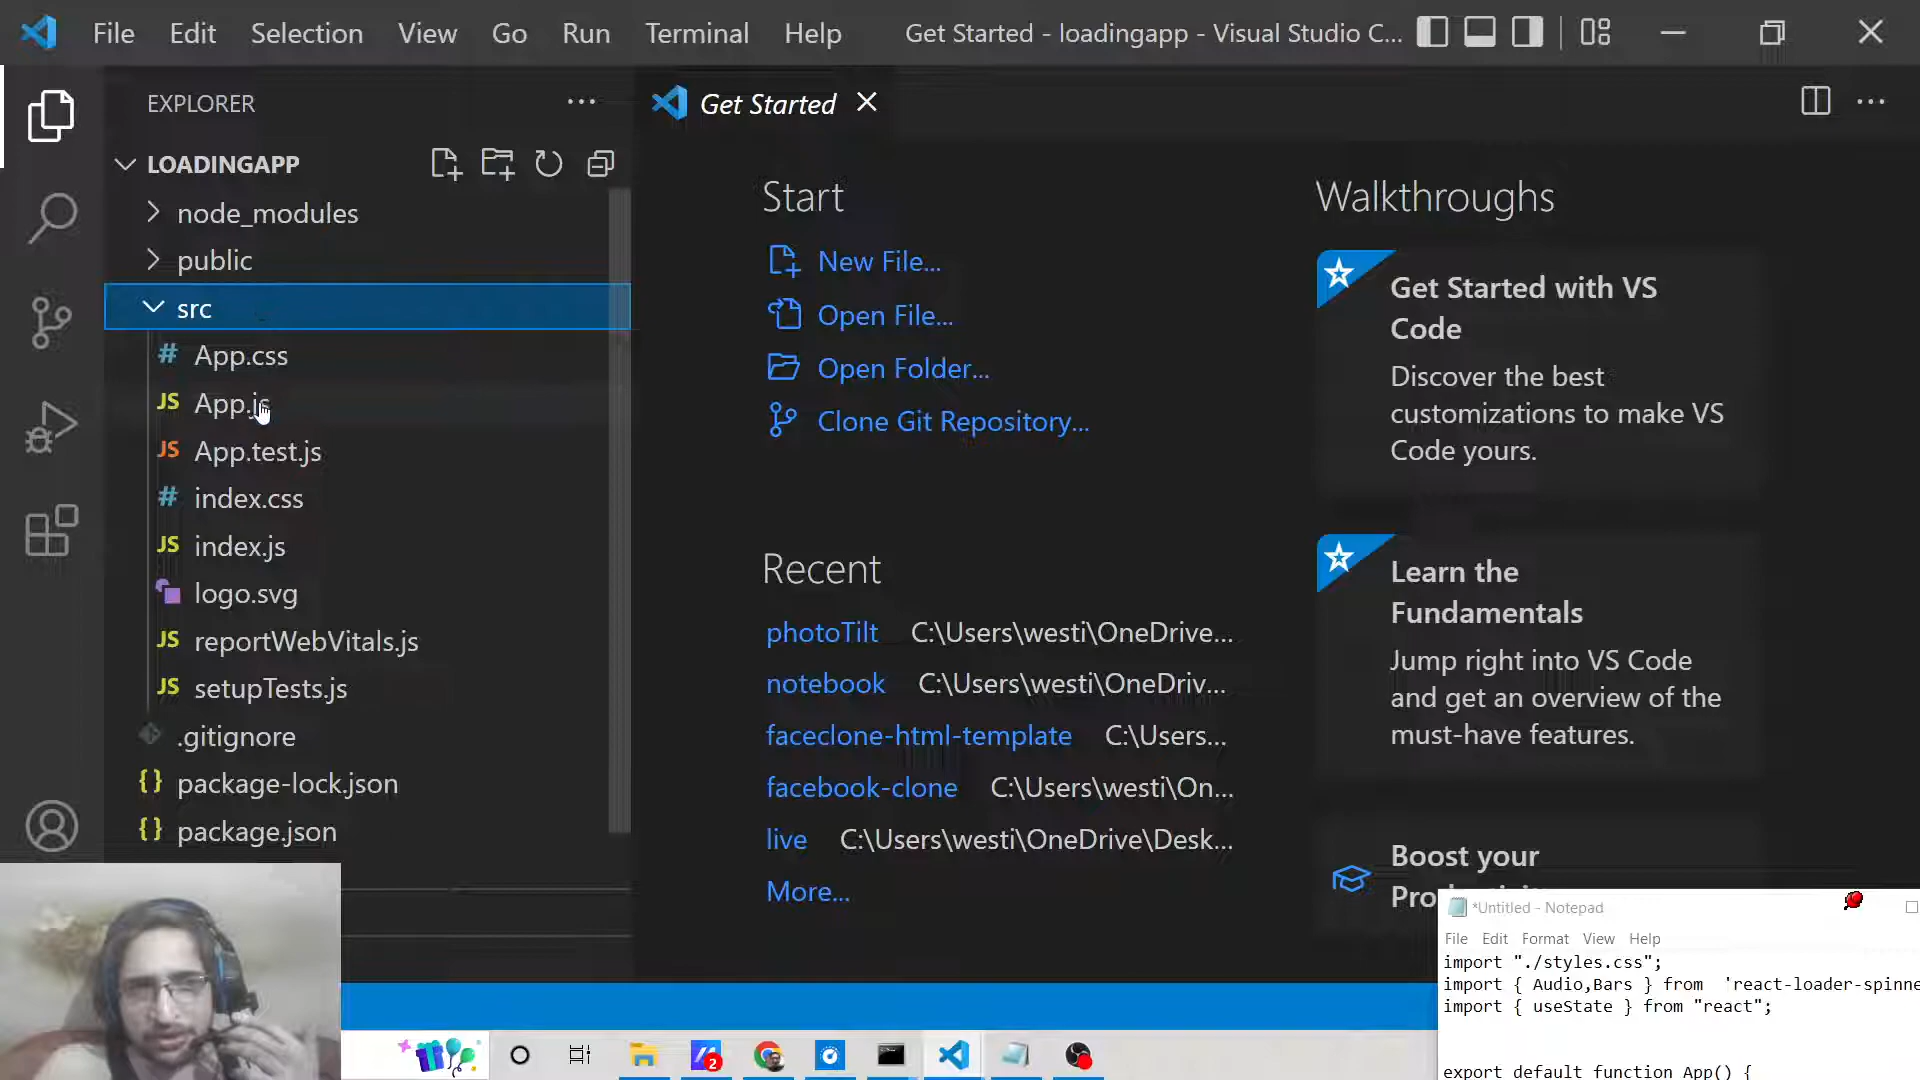 File Edit Selection View Go Run Terminal Help Get Started - loadingapp - Visual Studio C...
EXPLORER
LOADINGAPP
node_modules
public
src
# App.css
JS App.js
JS App.test.js
# index.css
JS index.js
logo.svg
JS reportWebVitals.js
JS setupTests.js
.gitignore
{} package-lock.json
{} package.json
Get Started
Start
New File...
Open File...
Open Folder...
Clone Git Repository...
Recent
photoTilt C:\Users\westi\OneDrive...
notebook C:\Users\westi\OneDriv...
faceclone-html-template C:\Users...
facebook-clone C:\Users\westi\On...
live C:\Users\westi\OneDrive\Desk...
More...
Walkthroughs
Get Started with VS
Code
Discover the best
customizations to make VS
Code yours.
Learn the
Fundamentals
Jump right into VS Code
and get an overview of the
must-have features.
Boost your
*Untitled - Notepad
File Edit Format View Help
import "./styles.css";
import { Audio,Bars } from 'react-loader-spinne
import { useState } from "react";
export default function App() {
2